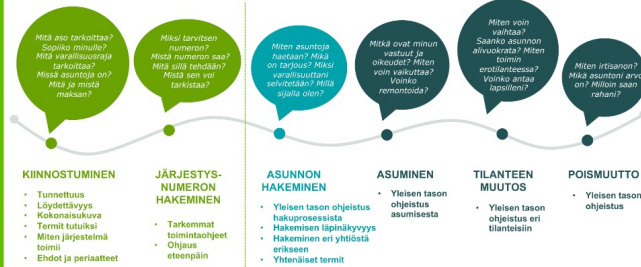 Mitä aso tarkoittaa?
Sopiiko minulle?
Mitä varallisuusraja
tarkoittaa?
Missä asuntoja on?
Mitä ja mistä
maksan?
Miksi tarvitsen
numeron?
Mistä numeron saa?
Mitä sillä tehdään?
Mistä sen voi
tarkistaa?
Miten asuntoja
haetaan? Mikä
on tarjous? Miksi
varallisuuttani
selvitetään? Millä
sijalla olen?
Mitkä ovat minun
vastuut ja
oikeudet? Miten
voin vaikuttaa?
Voinko
remontoida?
Miten voin
vaihtaa?
Saanko asunnon
alivuokrata? Miten
toimin
erotilanteessa?
Voinko antaa
lapsilleni?
Miten irtisanon?
Mikä asuntoni arvo
on? Milloin saan
rahani?
KIINNOSTUMINEN
• Tunnettuus
• Löydettävyys
• Kokonaiskuva
• Termit tutuiksi
• Miten järjestelmä
toimii
• Ehdot ja periaatteet
JÄRJESTYS-
NUMERON
HAKEMINEN
• Tarkemmat
toimintaohjeet
• Ohjaus
eteenpäin
ASUNNON
HAKEMINEN
• Yleisen tason ohjeistus
hakuprosessista
• Hakemisen läpinäkyvyys
• Hakeminen eri yhtiöstä
erikseen
• Yhtenäiset termit
ASUMINEN
• Yleisen tason
ohjeistus
asumisesta
TILANTEEN
MUUTOS
• Yleisen tason
ohjeistus eri
tilanteisiin
POISMUUTTO
• Yleisen tason
ohjeistus